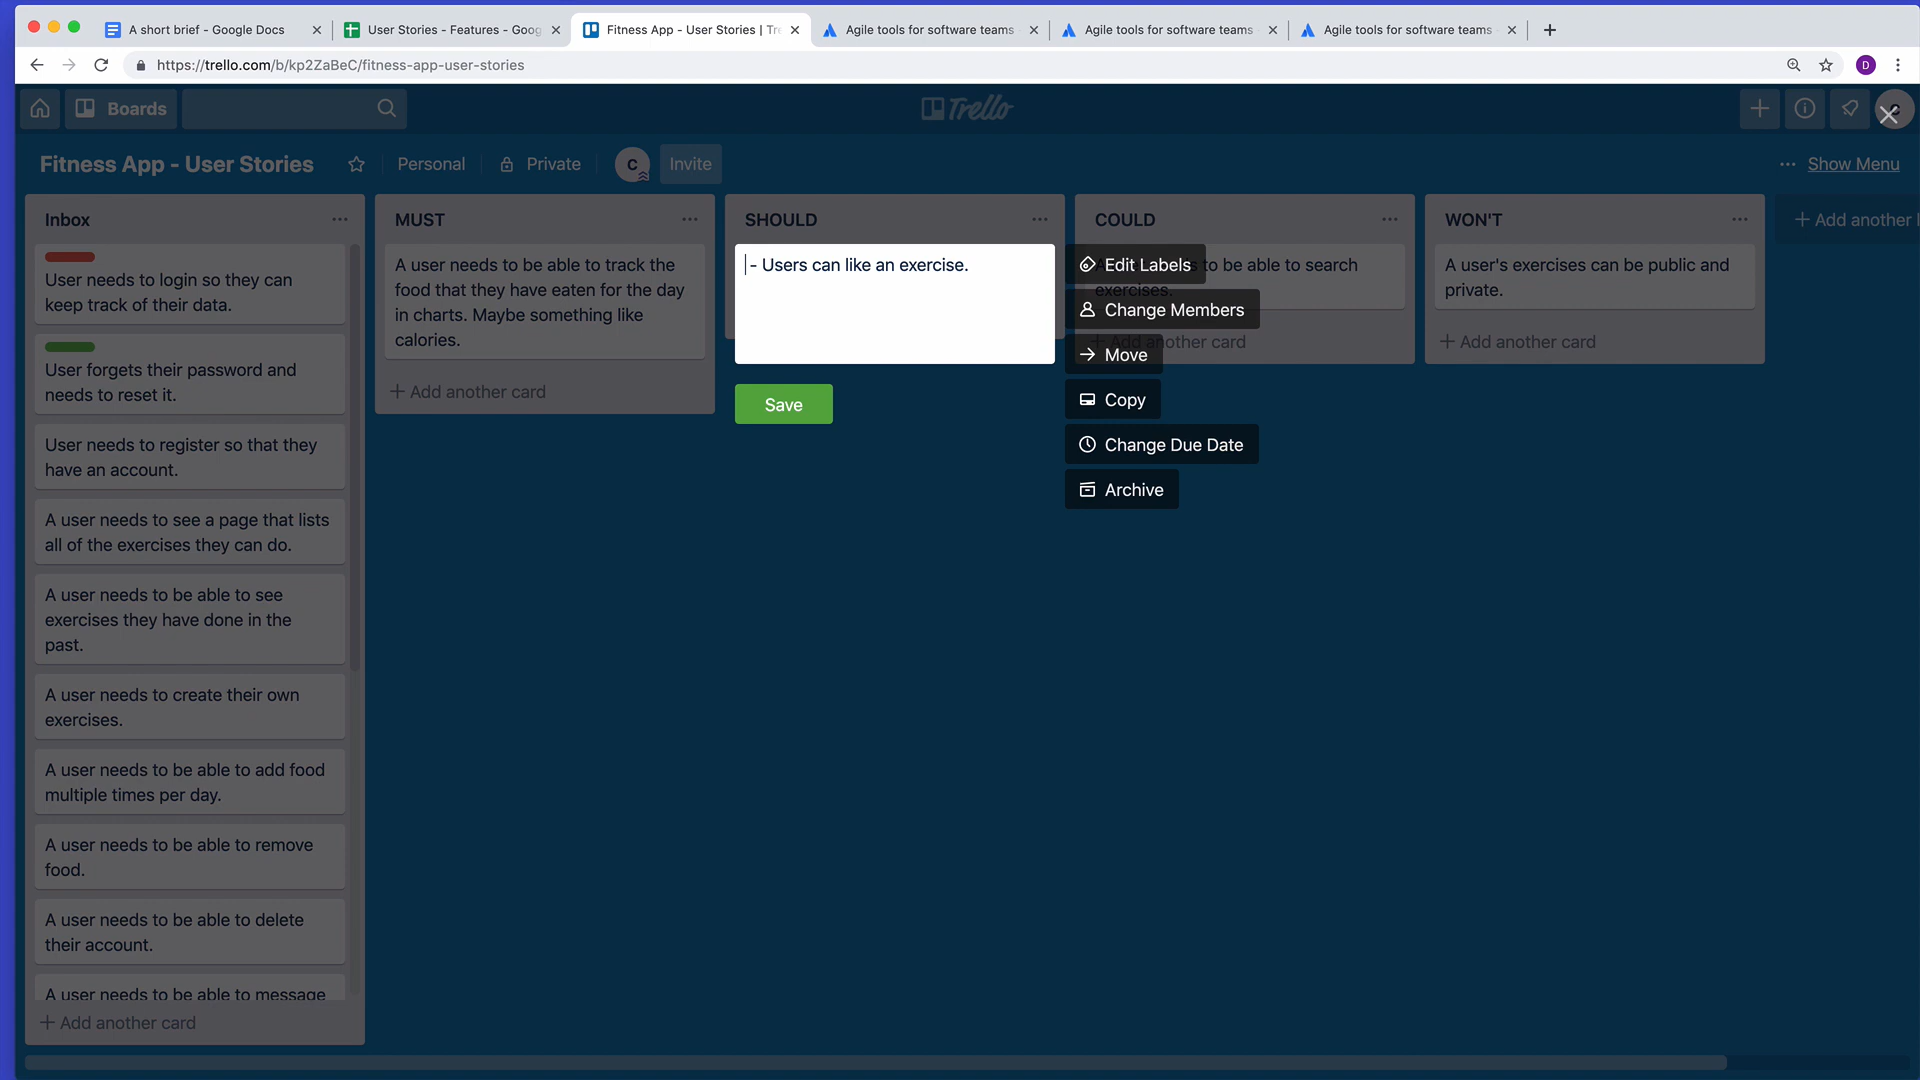 A short brief - Google Docs
User Stories - Features - Goog
Fitness App - User Stories | Tre
Agile tools for software teams
Agile tools for software teams
Agile tools for software teams
https://trello.com/b/kp2ZaBeC/fitness-app-user-stories
D
Boards
Trello
Fitness App - User Stories
Personal
Private
C
Invite
... Show Menu
Inbox
User needs to login so they can
keep track of their data.
User forgets their password and
needs to reset it.
User needs to register so that they
have an account.
A user needs to see a page that lists
all of the exercises they can do.
A user needs to be able to see
exercises they have done in the
past.
A user needs to create their own
exercises.
A user needs to be able to add food
multiple times per day.
A user needs to be able to remove
food.
A user needs to be able to delete
their account.
A user needs to be able to message
+ Add another card
MUST
A user needs to be able to track the
food that they have eaten for the day
in charts. Maybe something like
calories.
+ Add another card
SHOULD
- Users can like an exercise.
Save
Edit Labels
Change Members
Move
Copy
Change Due Date
Archive
COULD
to be able to search
exercises.
Add another card
WON'T
A user's exercises can be public and
private.
+ Add another card
+ Add another l